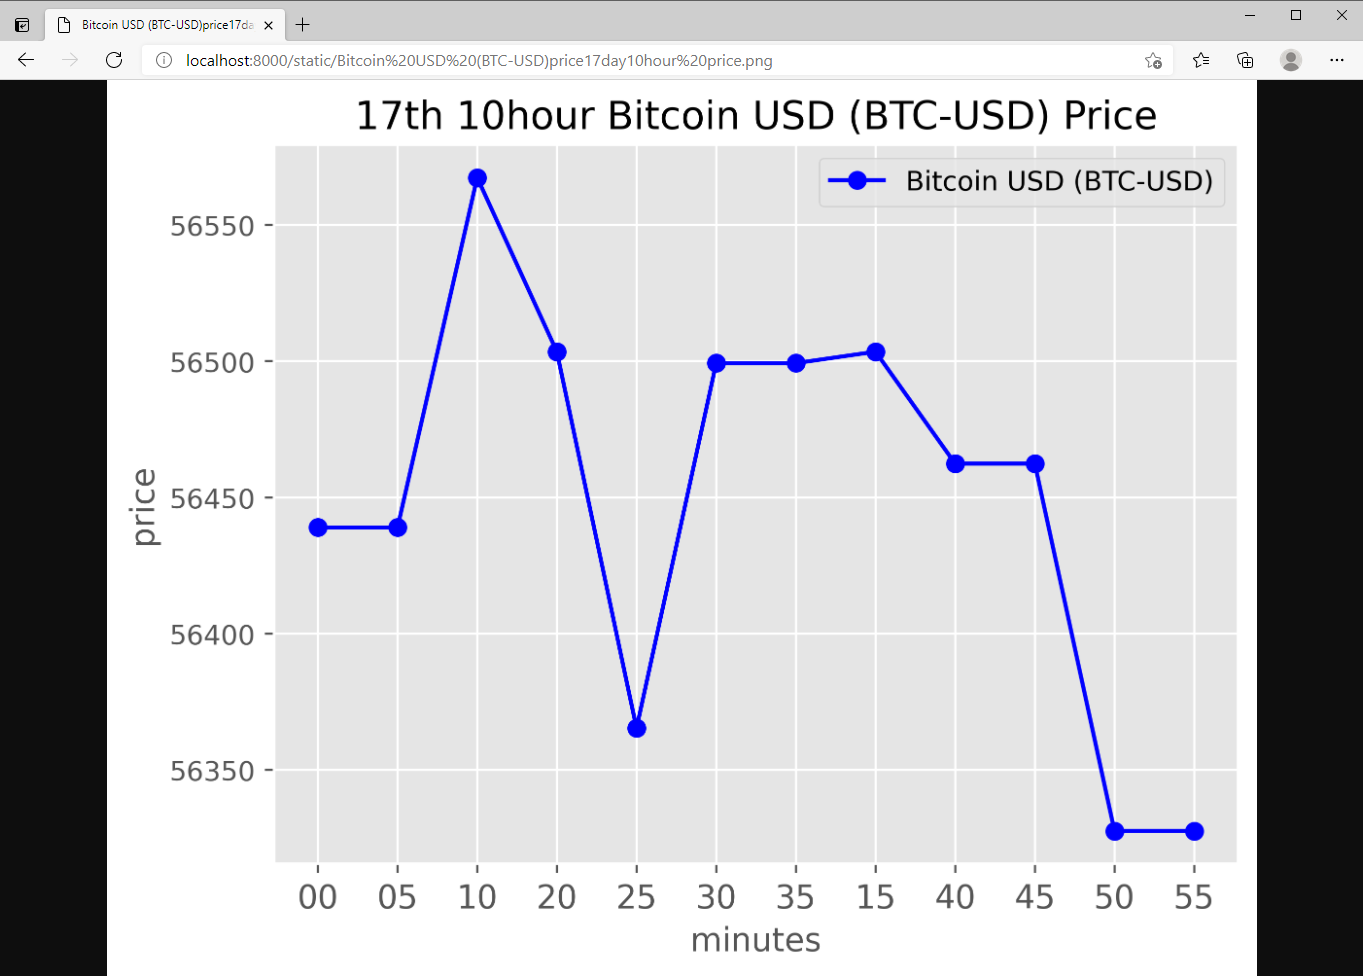 Bitcoin USD (BTC-USD)price17da
localhost:8000/static/Bitcoin%20USD%20(BTC-USD)price17day10hour%20price.png
17th 10hour Bitcoin USD (BTC-USD) Price
Bitcoin USD (BTC-USD)
56550
56500
56450
56400
56350
price
00 05 10 20 25 30 35 15 40 45 50 55
minutes